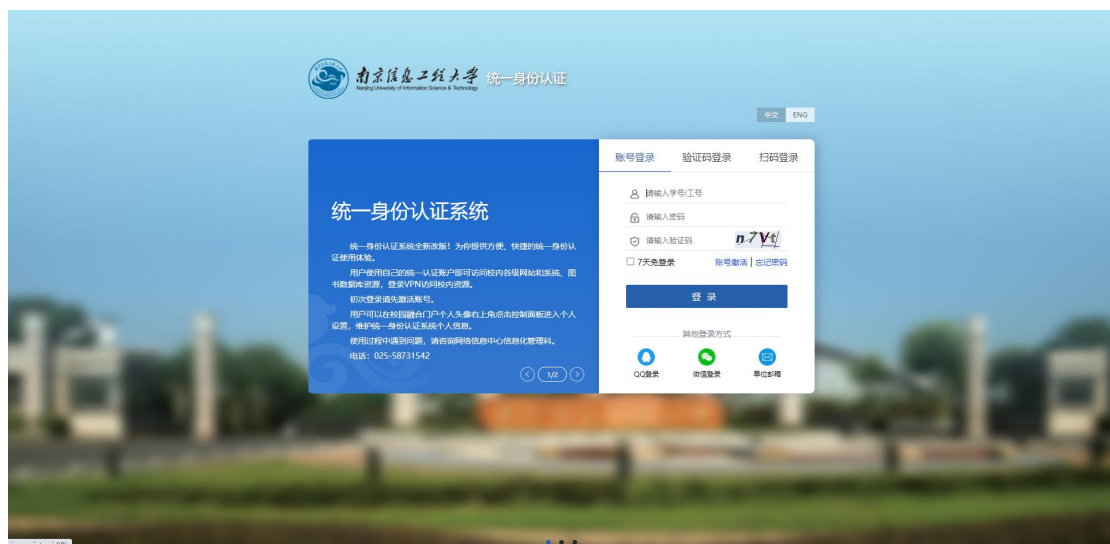 南京信息工程大学 统一身份认证
Nanjing University of Information Science & Technology
中文 ENG
账号登录 验证码登录 扫码登录
请输入学号/工号
请输入密码
请输入验证码 n7Vt
7天免登录 账号激活 | 忘记密码
登 录
其他登录方式
QQ登录 微信登录 单位邮箱
统一身份认证系统
统一身份认证系统全新改版！为你提供方便、快捷的统一身份认
证使用体验。
用户使用自己的统一认证账户即可访问校内各级网站和系统、图
书数据库资源，登录VPN访问校内资源。
初次登录请先激活账号。
用户可以在校园融合门户个人头像右上角点击控制面板进入个人
设置，维护统一身份认证系统个人信息。
使用过程中遇到问题，请咨询网络信息中心信息化管理科。
电话：025-58731542
1/2